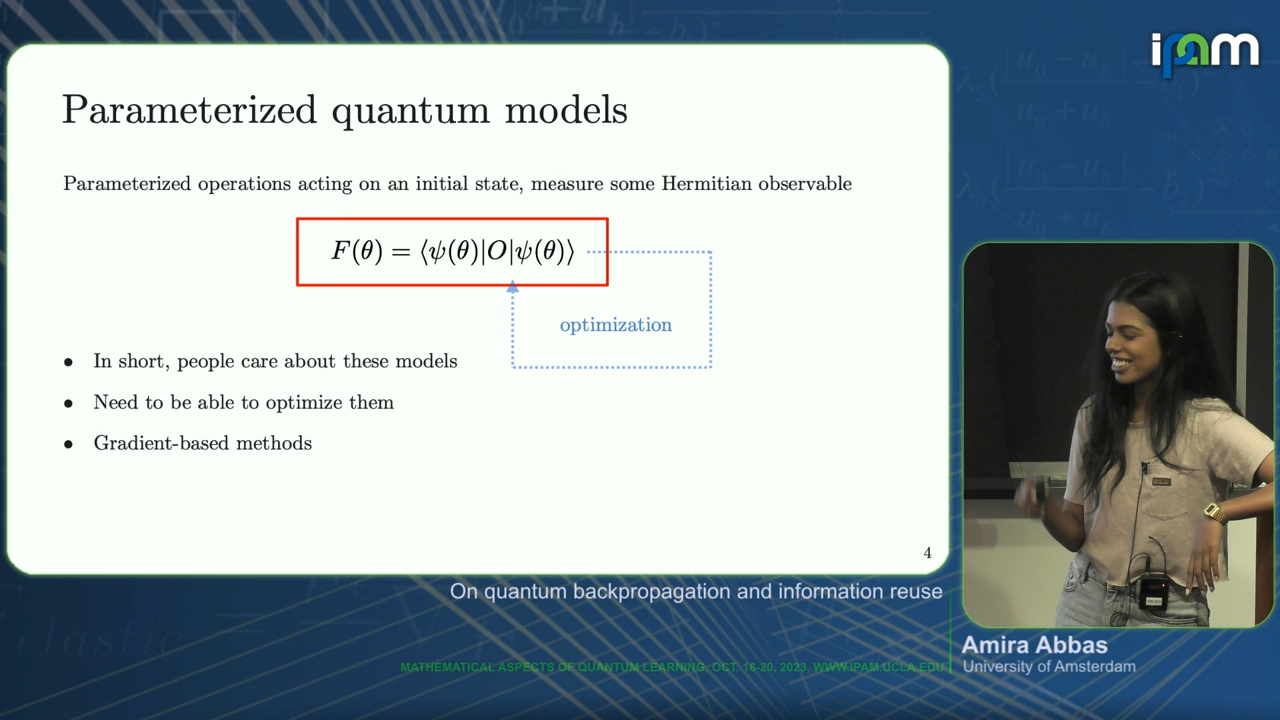 ipam
Parameterized quantum models
Parameterized operations acting on an initial state, measure some Hermitian observable
F(θ) = ⟨ψ(θ)|O|ψ(θ)⟩
optimization
• In short, people care about these models
• Need to be able to optimize them
• Gradient-based methods
4
On quantum backpropagation and information reuse
Amira Abbas
University of Amsterdam
MATHEMATICAL ASPECTS OF QUANTUM LEARNING, OCT. 16-20, 2023, WWW.IPAM.UCLA.EDU
elastic